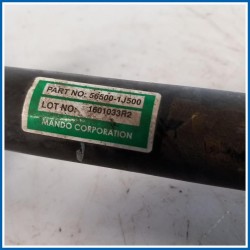 PART NO: 56500-1J500
LOT NO: 1601033R2
MANDO CORPORATION